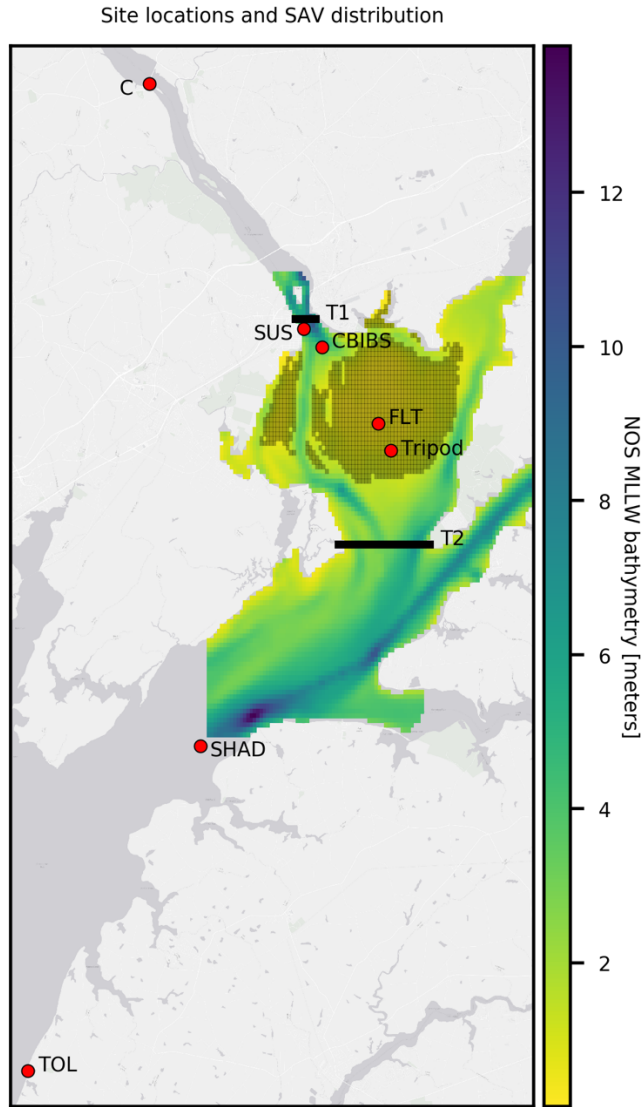 Site locations and SAV distribution
C
T1
SUS
CBIBS
FLT
Tripod
T2
SHAD
TOL
12
10
8
6
4
2
NOS MLLW bathymetry [meters]